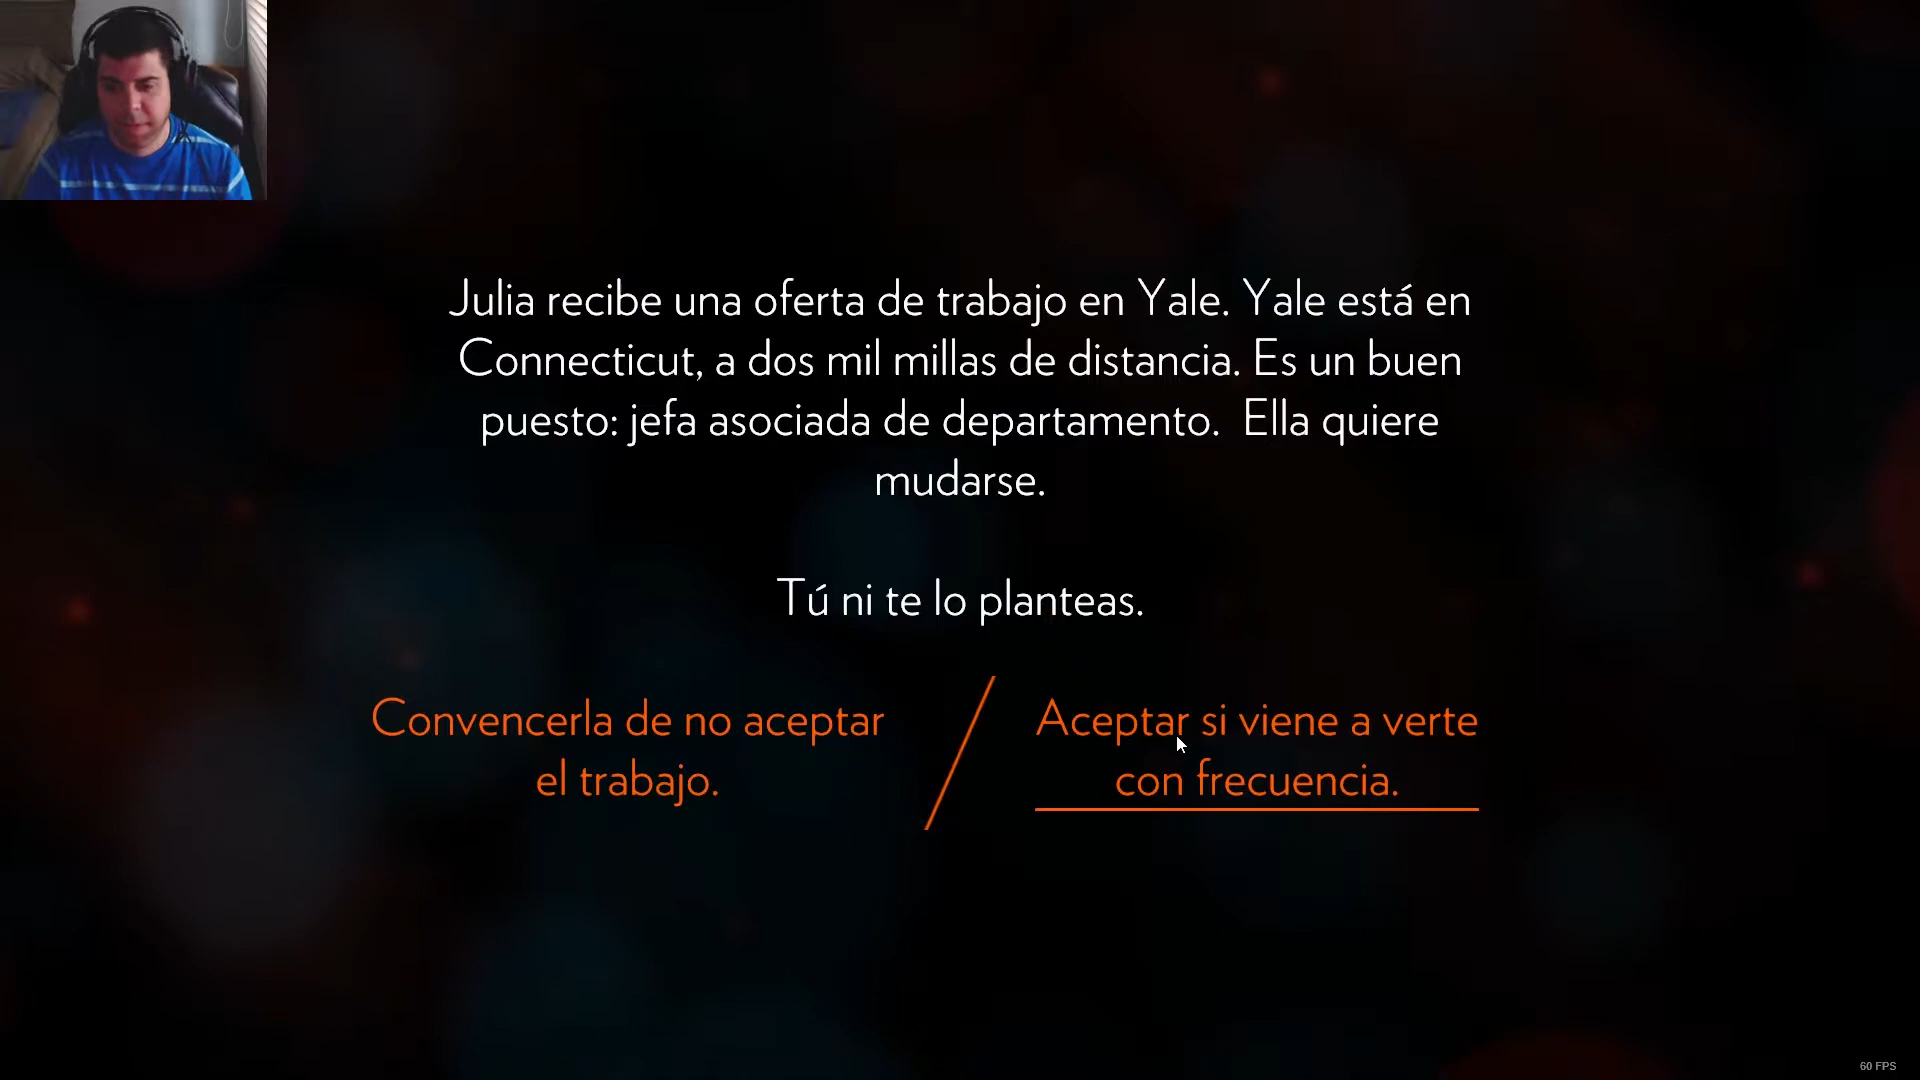 Julia recibe una oferta de trabajo en Yale. Yale está en
Connecticut, a dos mil millas de distancia. Es un buen
puesto: jefa asociada de departamento.  Ella quiere
mudarse.
Tú ni te lo planteas.
Convencerla de no aceptar
el trabajo.
Aceptar si viene a verte
con frecuencia.
60 FPS